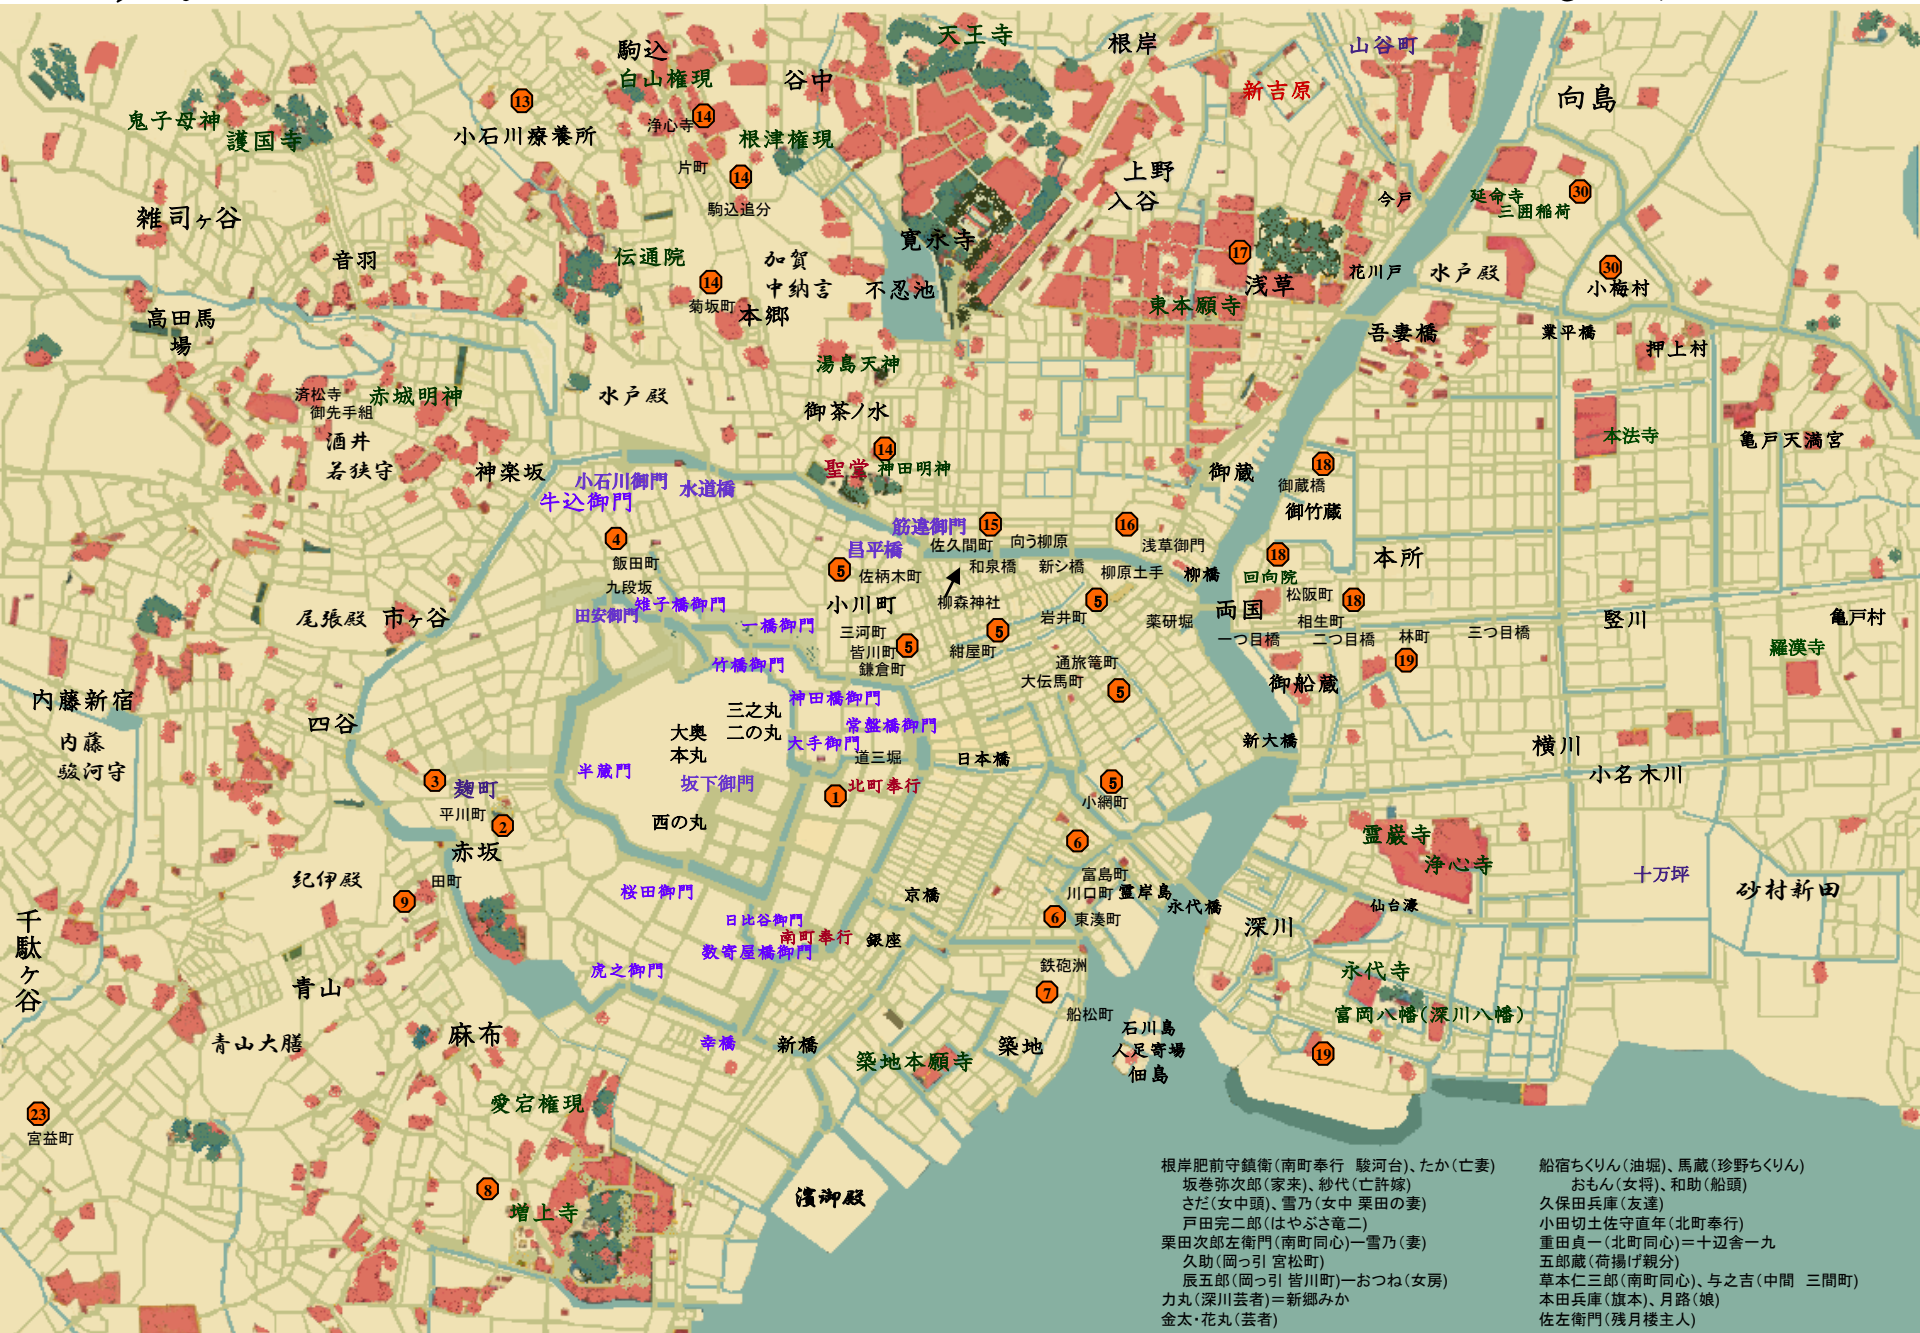 駒込
天王寺
根岸
山谷町
白山権現
谷中
新吉原
向島
⑬
⑭
鬼子母神
護国寺
小石川療養所
浄心寺
根津権現
片町
⑭
上野
入谷
今戸
延命寺
三囲稲荷
㉚
雑司ヶ谷
駒込追分
寛永寺
音羽
伝通院
加賀
中納言
⑰
浅草
花川戸
水戸殿
㉚
小梅村
⑭
菊坂町
本郷
不忍池
東本願寺
高田馬
場
吾妻橋
業平橋
押上村
湯島天神
済松寺
御先手組
赤城明神
水戸殿
御茶ノ水
酒井
若狭守
神楽坂
⑭
聖堂
神田明神
御蔵
⑱
御蔵橋
御竹蔵
本法寺
亀戸天満宮
小石川御門
牛込御門
水道橋
筋違御門
昌平橋
⑮
佐久間町
向う柳原
⑯
浅草御門
④
飯田町
九段坂
⑤
佐柄木町
和泉橋
新シ橋
柳原土手
柳橋
⑱
回向院
本所
松阪町
⑱
田安御門
雉子橋御門
一橋御門
小川町
柳森神社
岩井町
⑤
薬研堀
両国
相生町
一つ目橋
二つ目橋
林町
三つ目橋
竪川
亀戸村
尾張殿
市ヶ谷
三河町
皆川町
鎌倉町
⑤
⑤
紺屋町
⑲
羅漢寺
竹橋御門
通旅篭町
大伝馬町
⑤
御船蔵
内藤新宿
四谷
神田橋御門
三之丸
二の丸
大奥
本丸
常盤橋御門
大手御門
道三堀
日本橋
新大橋
横川
内藤
駿河守
半蔵門
坂下御門
①
北町奉行
⑤
小網町
小名木川
③
麹町
平川町
②
赤坂
西の丸
⑥
霊巌寺
浄心寺
十万坪
砂村新田
紀伊殿
田町
⑨
桜田御門
京橋
富島町
川口町
霊岸島
永代橋
仙台濠
千駄ヶ谷
日比谷御門
南町奉行
数寄屋橋御門
銀座
⑥
東湊町
深川
虎之御門
鉄砲洲
⑦
船松町
永代寺
富岡八幡(深川八幡)
青山
青山大膳
麻布
幸橋
新橋
築地本願寺
築地
石川島
人足寄場
佃島
⑲
㉓
宮益町
愛宕権現
⑧
増上寺
濱御殿
根岸肥前守鎮衛(南町奉行　駿河台)、たか(亡妻)
坂巻弥次郎(家来)、紗代(亡許嫁)
さだ(女中頭)、雪乃(女中 栗田の妻)
戸田完二郎(はやぶさ竜二)
栗田次郎左衛門(南町同心)ー雪乃(妻)
久助(岡っ引 宮松町)
辰五郎(岡っ引 皆川町)ーおつね(女房)
力丸(深川芸者)＝新郷みか
金太・花丸(芸者)
船宿ちくりん(油堀)、馬蔵(珍野ちくりん)
おもん(女将)、和助(船頭)
久保田兵庫(友達)
小田切土佐守直年(北町奉行)
重田貞一(北町同心)＝十辺舎一九
五郎蔵(荷揚げ親分)
草本仁三郎(南町同心)、与之吉(中間　三間町)
本田兵庫(旗本)、月路(娘)
佐左衛門(残月楼主人)